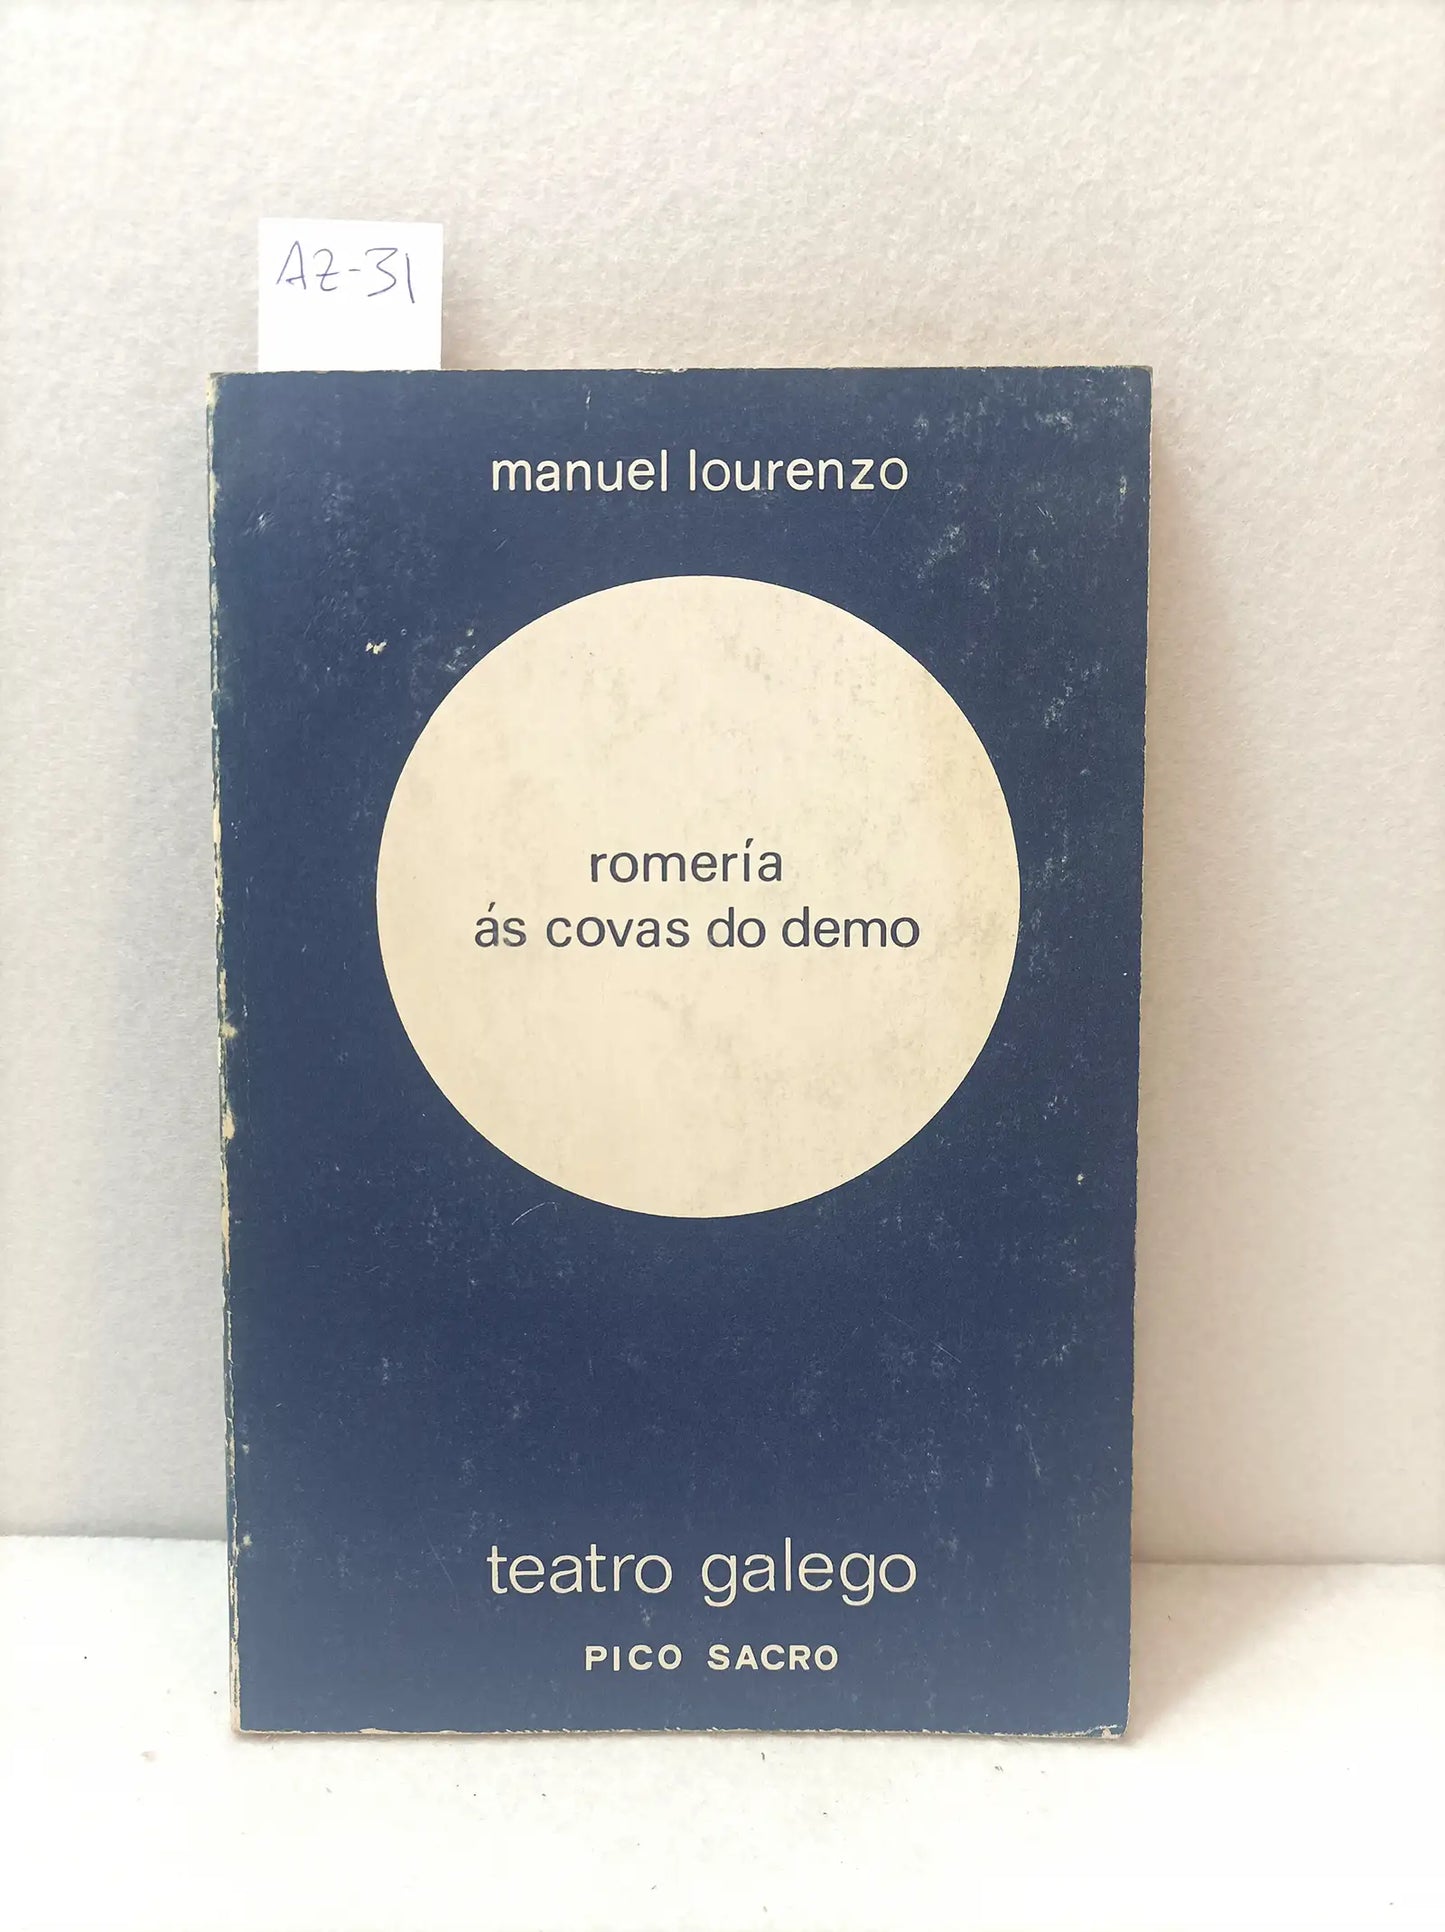 AZ-31
manuel lourenzo
romería
ás covas do demo
teatro galego
PICO SACRO